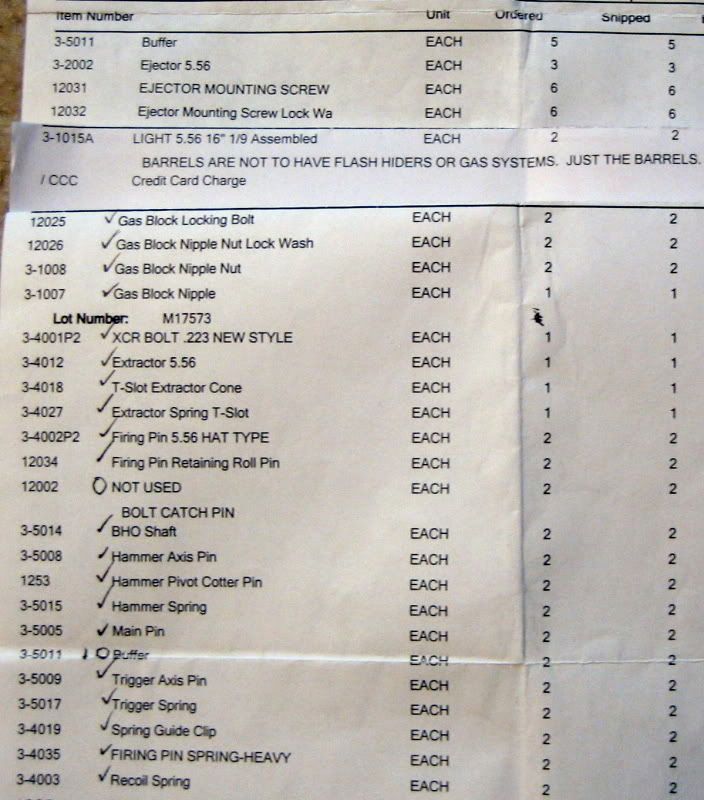 Item Number Unit Ordered Shipped
3-5011 Buffer EACH 5 5
3-2002 Ejector 5.56 EACH 3 3
12031 EJECTOR MOUNTING SCREW EACH 6 6
12032 Ejector Mounting Screw Lock Wa EACH 6 6
3-1015A LIGHT 5.56 16" 1/9 Assembled EACH 2 2
BARRELS ARE NOT TO HAVE FLASH HIDERS OR GAS SYSTEMS. JUST THE BARRELS.
/ CCC Credit Card Charge
12025 Gas Block Locking Bolt EACH 2 2
12026 Gas Block Nipple Nut Lock Wash EACH 2 2
3-1008 Gas Block Nipple Nut EACH 2 2
3-1007 Gas Block Nipple EACH 1 1
Lot Number: M17573
3-4001P2 XCR BOLT .223 NEW STYLE EACH 1 1
3-4012 Extractor 5.56 EACH 1 1
3-4018 T-Slot Extractor Cone EACH 1 1
3-4027 Extractor Spring T-Slot EACH 1 1
3-4002P2 Firing Pin 5.56 HAT TYPE EACH 2 2
12034 Firing Pin Retaining Roll Pin EACH 2 2
12002 NOT USED EACH 2 2
BOLT CATCH PIN
3-5014 BHO Shaft EACH 2 2
3-5008 Hammer Axis Pin EACH 2 2
1253 Hammer Pivot Cotter Pin EACH 2 2
3-5015 Hammer Spring EACH 2 2
3-5005 Main Pin EACH 2 2
3-5011 Buffer EACH 2 2
3-5009 Trigger Axis Pin EACH 2 2
3-5017 Trigger Spring EACH 2 2
3-4019 Spring Guide Clip EACH 2 2
3-4035 FIRING PIN SPRING-HEAVY EACH 2 2
3-4003 Recoil Spring EACH 2 2